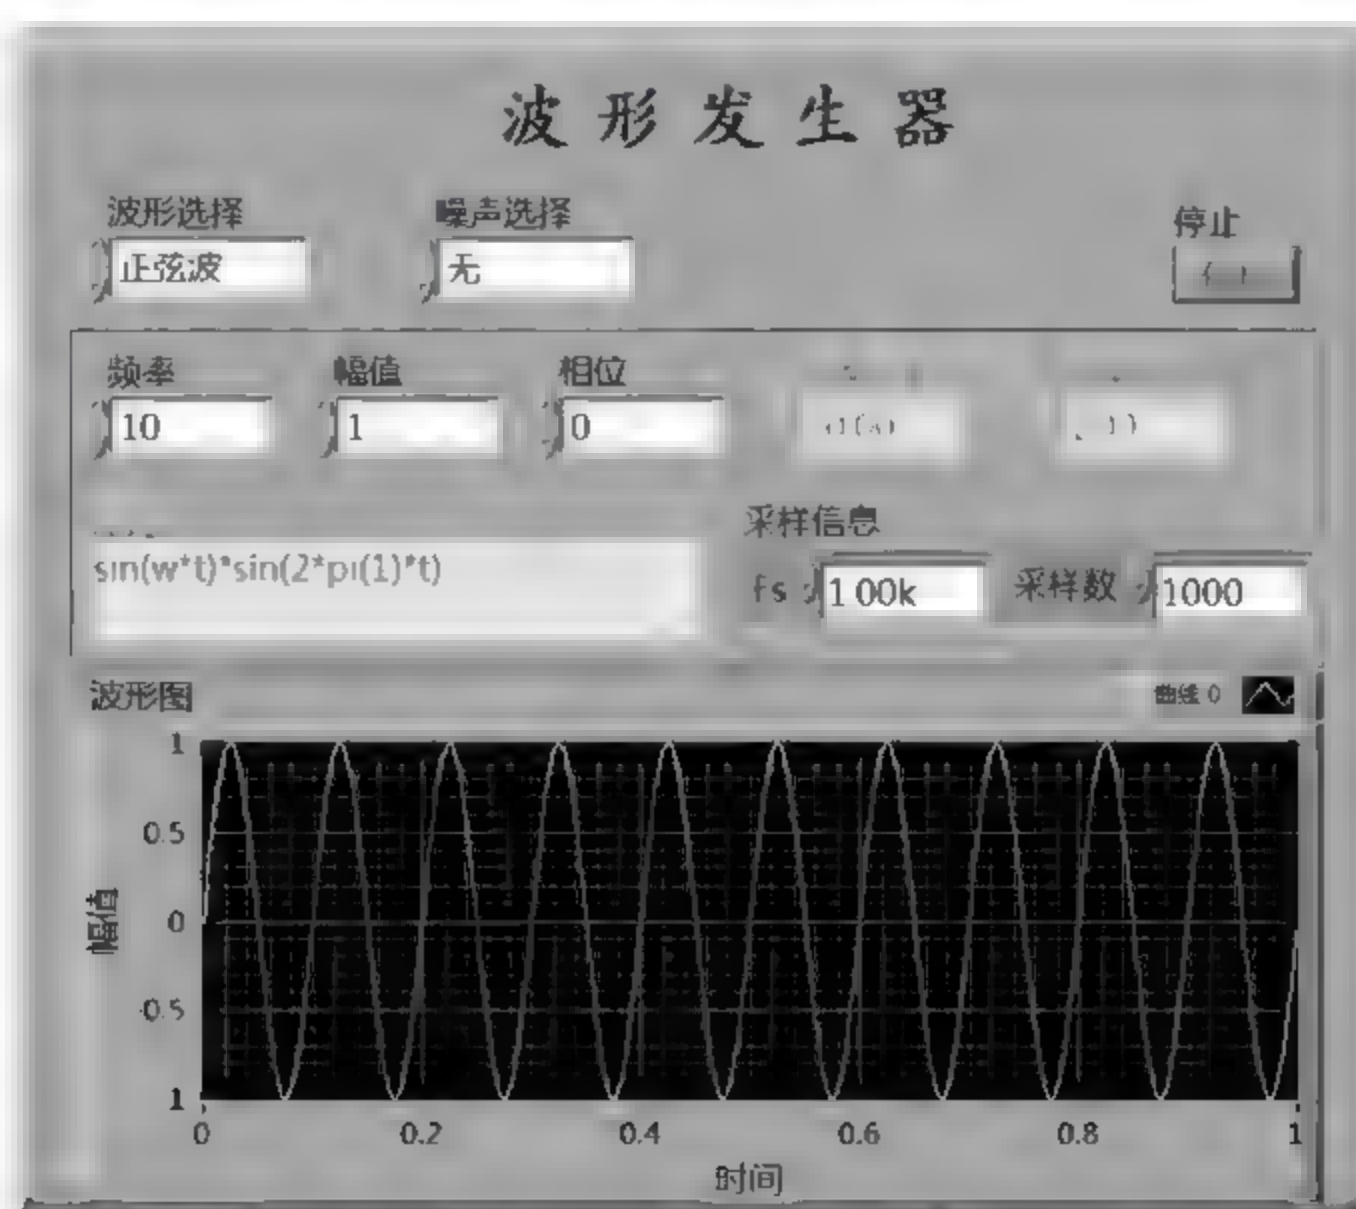 波形发生器
波形选择 噪声选择 停止
正弦波 无
频率 幅值 相位
10 1 0
采样信息
sin(w*t)*sin(2*pi(1)*t)
fs 1 00k 采样数 1000
波形图 曲线 0
1
0.5
0
0.5
1
幅值
0 0.2 0.4 0.6 0.8 1
时间